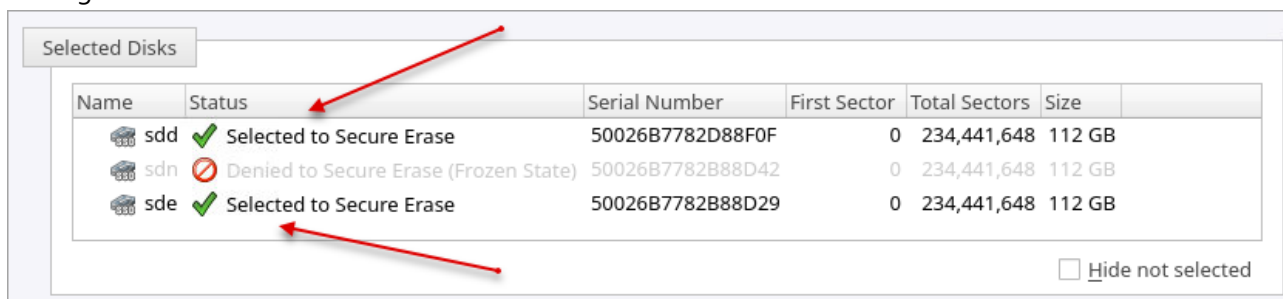 Selected Disks
Name Status Serial Number First Sector Total Sectors Size
sdd Selected to Secure Erase 50026B7782D88F0F 0 234,441,648 112 GB
sdn Denied to Secure Erase (Frozen State) 50026B7782B88D42 0 234,441,648 112 GB
sde Selected to Secure Erase 50026B7782B88D29 0 234,441,648 112 GB
Hide not selected